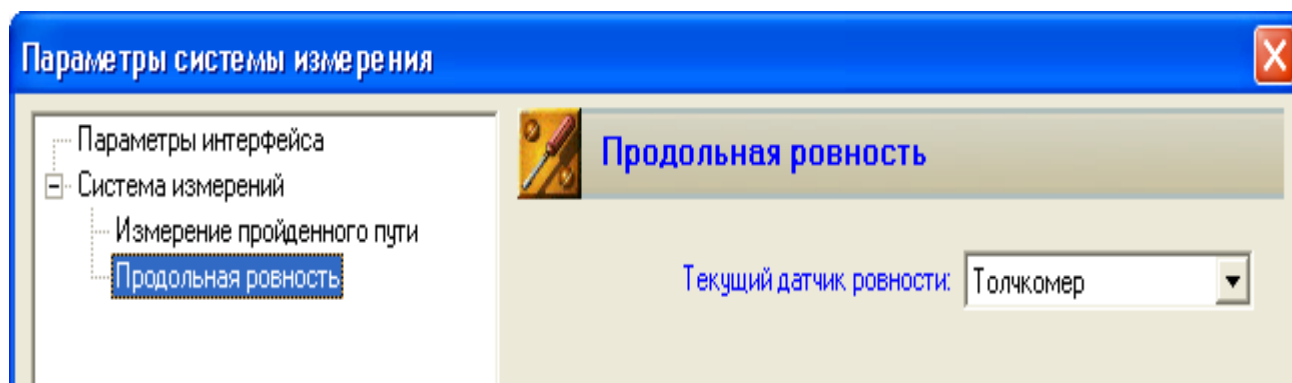 Параметры системы измерения
Параметры интерфейса
Система измерений
Измерение пройденного пути
Продольная ровность
Продольная ровность
Текущий датчик ровности: Толчкомер